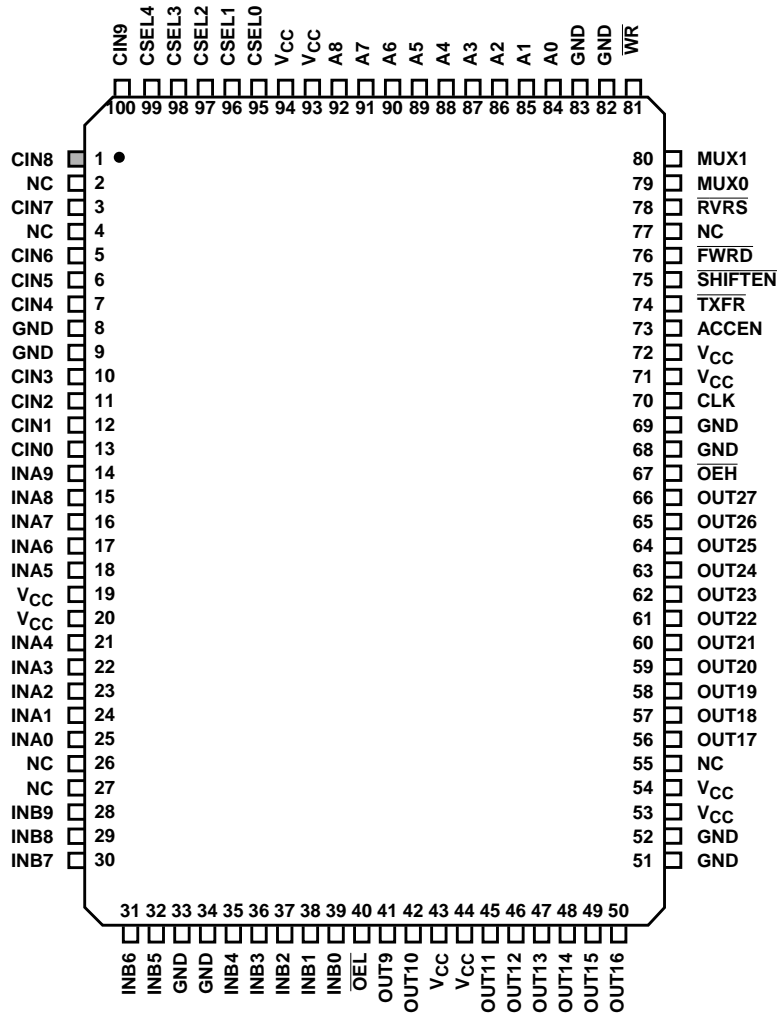 CIN9 CSEL4 CSEL3 CSEL2 CSEL1 CSEL0 VCC VCC A8 A7 A6 A5 A4 A3 A2 A1 A0 GND GND WR
100 99 98 97 96 95 94 93 92 91 90 89 88 87 86 85 84 83 82 81
CIN8 1 80 MUX1
NC 2 79 MUX0
CIN7 3 78 RVRS
NC 4 77 NC
CIN6 5 76 FWRD
CIN5 6 75 SHIFTEN
CIN4 7 74 TXFR
GND 8 73 ACCEN
GND 9 72 VCC
CIN3 10 71 VCC
CIN2 11 70 CLK
CIN1 12 69 GND
CIN0 13 68 GND
INA9 14 67 OEH
INA8 15 66 OUT27
INA7 16 65 OUT26
INA6 17 64 OUT25
INA5 18 63 OUT24
VCC 19 62 OUT23
VCC 20 61 OUT22
INA4 21 60 OUT21
INA3 22 59 OUT20
INA2 23 58 OUT19
INA1 24 57 OUT18
INA0 25 56 OUT17
NC 26 55 NC
NC 27 54 VCC
INB9 28 53 VCC
INB8 29 52 GND
INB7 30 51 GND
31 32 33 34 35 36 37 38 39 40 41 42 43 44 45 46 47 48 49 50
INB6 INB5 GND GND INB4 INB3 INB2 INB1 INB0 OEL OUT9 OUT10 VCC VCC OUT11 OUT12 OUT13 OUT14 OUT15 OUT16